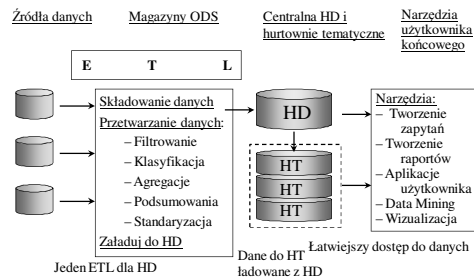 Źródła danych
Magazyny ODS
Centralna HD i
hurtownie tematyczne
Narzędzia
użytkownika
końcowego
E T L
Składowanie danych
Przetwarzanie danych:
– Filtrowanie
– Klasyfikacja
– Agregacje
– Podsumowania
– Standaryzacja
Załaduj do HD
HD
HT
HT
HT
Narzędzia:
– Tworzenie
zapytań
– Tworzenie
raportów
– Aplikacje
użytkownika
– Data Mining
– Wizualizacja
Jeden ETL dla HD
Dane do HT
ładowane z HD
Łatwiejszy dostęp do danych